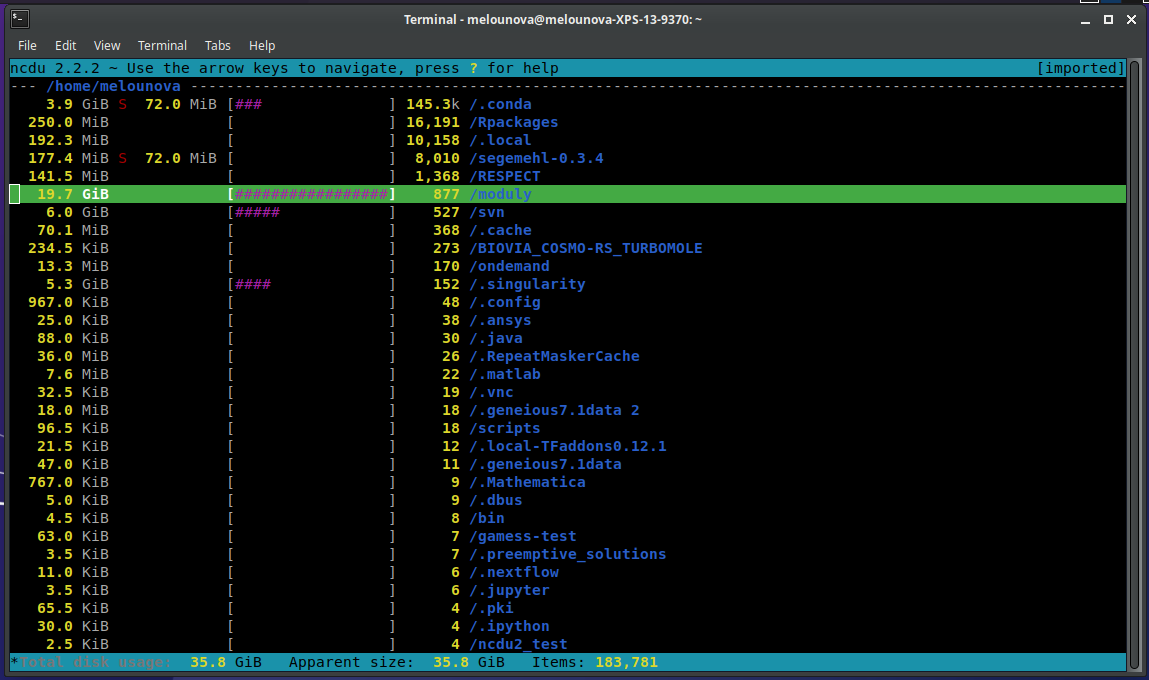 Terminal - melounova@melounova-XPS-13-9370: ~
File Edit View Terminal Tabs Help
ncdu 2.2.2 ~ Use the arrow keys to navigate, press ? for help [imported]
--- /home/melounova --------------------------------------------------------------------------------------------------------
3.9 GiB S 72.0 MiB [### ] 145.3k /.conda
250.0 MiB [ ] 16,191 /Rpackages
192.3 MiB [ ] 10,158 /.local
177.4 MiB S 72.0 MiB [ ] 8,010 /segemehl-0.3.4
141.5 MiB [ ] 1,368 /RESPECT
19.7 GiB [#################] 877 /moduly
6.0 GiB [##### ] 527 /svn
70.1 MiB [ ] 368 /.cache
234.5 KiB [ ] 273 /BIOVIA_COSMO-RS_TURBOMOLE
13.3 MiB [ ] 170 /ondemand
5.3 GiB [#### ] 152 /.singularity
967.0 KiB [ ] 48 /.config
25.0 KiB [ ] 38 /.ansys
88.0 KiB [ ] 30 /.java
36.0 MiB [ ] 26 /.RepeatMaskerCache
7.6 MiB [ ] 22 /.matlab
32.5 KiB [ ] 19 /.vnc
18.0 MiB [ ] 18 /.geneious7.1data 2
96.5 KiB [ ] 18 /scripts
21.5 KiB [ ] 12 /.local-TFaddons0.12.1
47.0 KiB [ ] 11 /.geneious7.1data
767.0 KiB [ ] 9 /.Mathematica
5.0 KiB [ ] 9 /.dbus
4.5 KiB [ ] 8 /bin
63.0 KiB [ ] 7 /gamess-test
3.5 KiB [ ] 7 /.preemptive_solutions
11.0 KiB [ ] 6 /.nextflow
3.5 KiB [ ] 6 /.jupyter
65.5 KiB [ ] 4 /.pki
30.0 KiB [ ] 4 /.ipython
2.5 KiB [ ] 4 /ncdu2_test
*Total disk usage: 35.8 GiB Apparent size: 35.8 GiB Items: 183,781